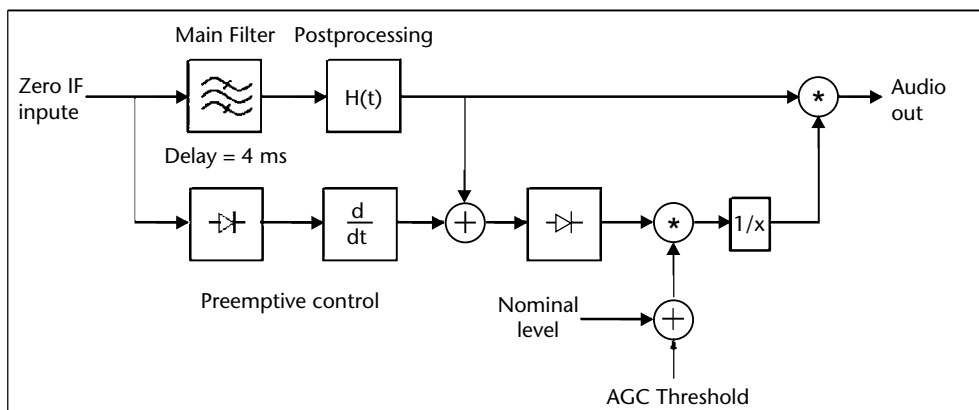 Main Filter
Postprocessing
Zero IF
inpute
H(t)
*
Audio
out
Delay = 4 ms
d
dt
+
*
1/x
Preemptive control
Nominal
level
+
AGC Threshold